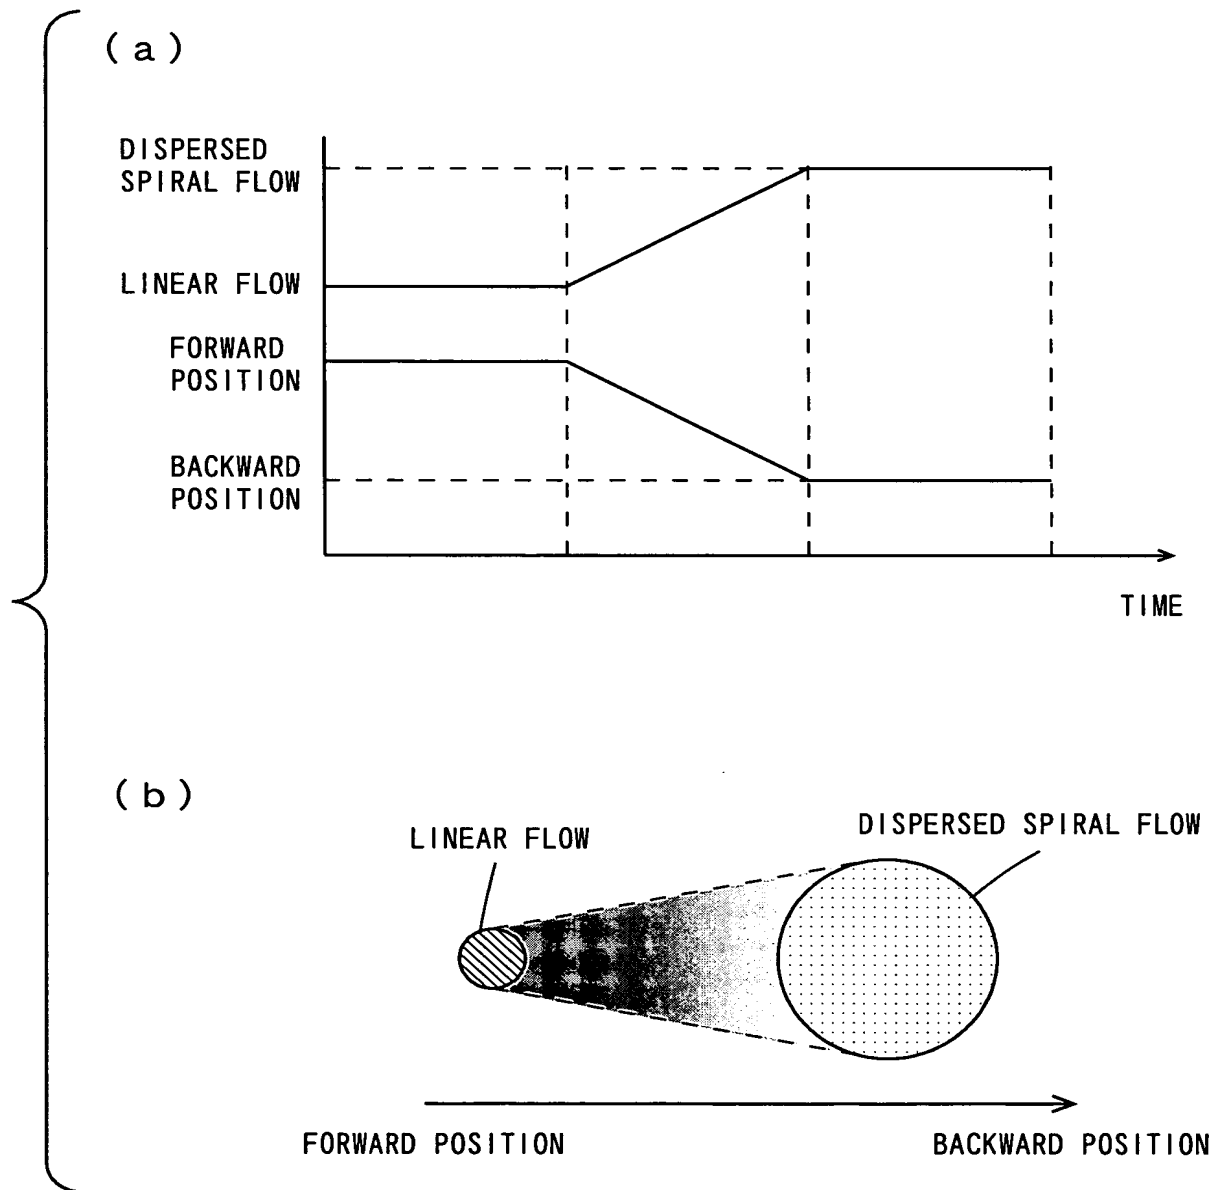 (a)
DISPERSED
SPIRAL FLOW
LINEAR FLOW
FORWARD
POSITION
BACKWARD
POSITION
TIME
(b)
LINEAR FLOW
DISPERSED SPIRAL FLOW
FORWARD POSITION
BACKWARD POSITION